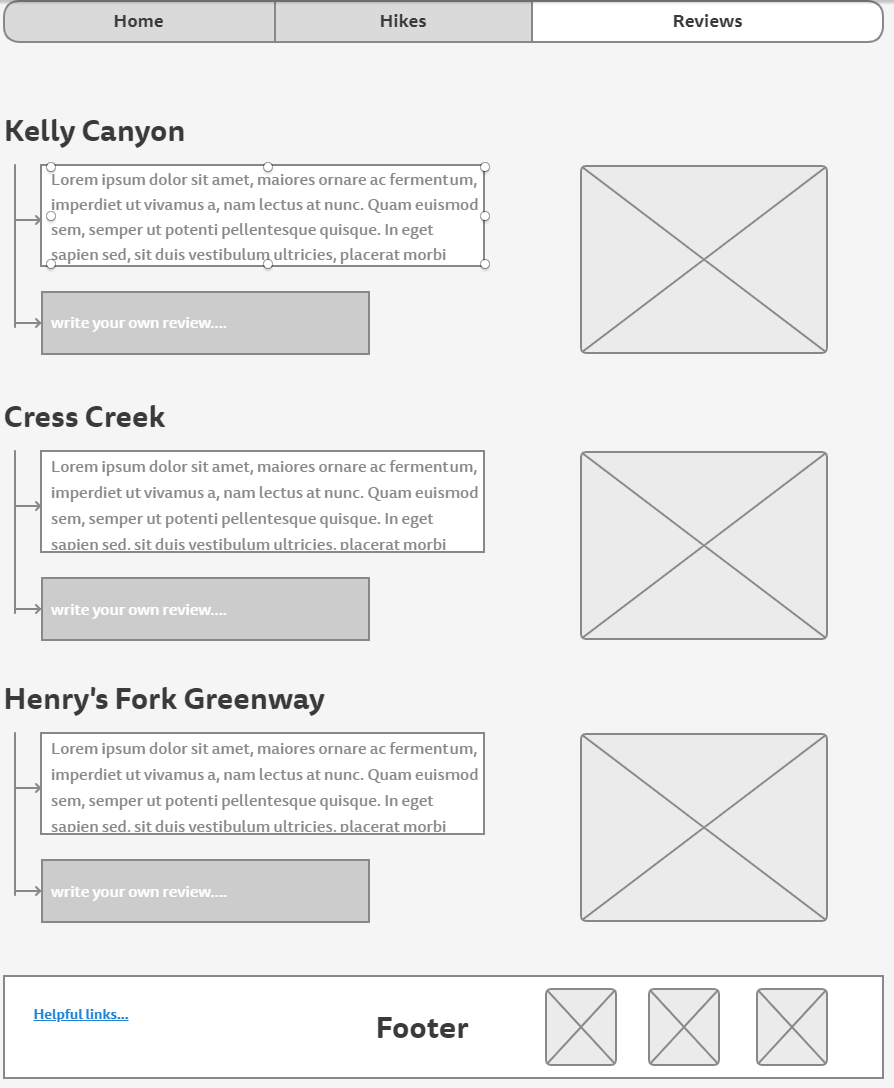 Home
Hikes
Reviews
Kelly Canyon
Lorem ipsum dolor sit amet, maiores ornare ac fermentum,
imperdiet ut vivamus a, nam lectus at nunc. Quam euismod
sem, semper ut potenti pellentesque quisque. In eget
sapien sed, sit duis vestibulum ultricies, placerat morbi
write your own review....
Cress Creek
Lorem ipsum dolor sit amet, maiores ornare ac fermentum,
imperdiet ut vivamus a, nam lectus at nunc. Quam euismod
sem, semper ut potenti pellentesque quisque. In eget
sapien sed, sit duis vestibulum ultricies, placerat morbi
write your own review....
Henry's Fork Greenway
Lorem ipsum dolor sit amet, maiores ornare ac fermentum,
imperdiet ut vivamus a, nam lectus at nunc. Quam euismod
sem, semper ut potenti pellentesque quisque. In eget
sapien sed, sit duis vestibulum ultricies, placerat morbi
write your own review....
Helpful links...
Footer